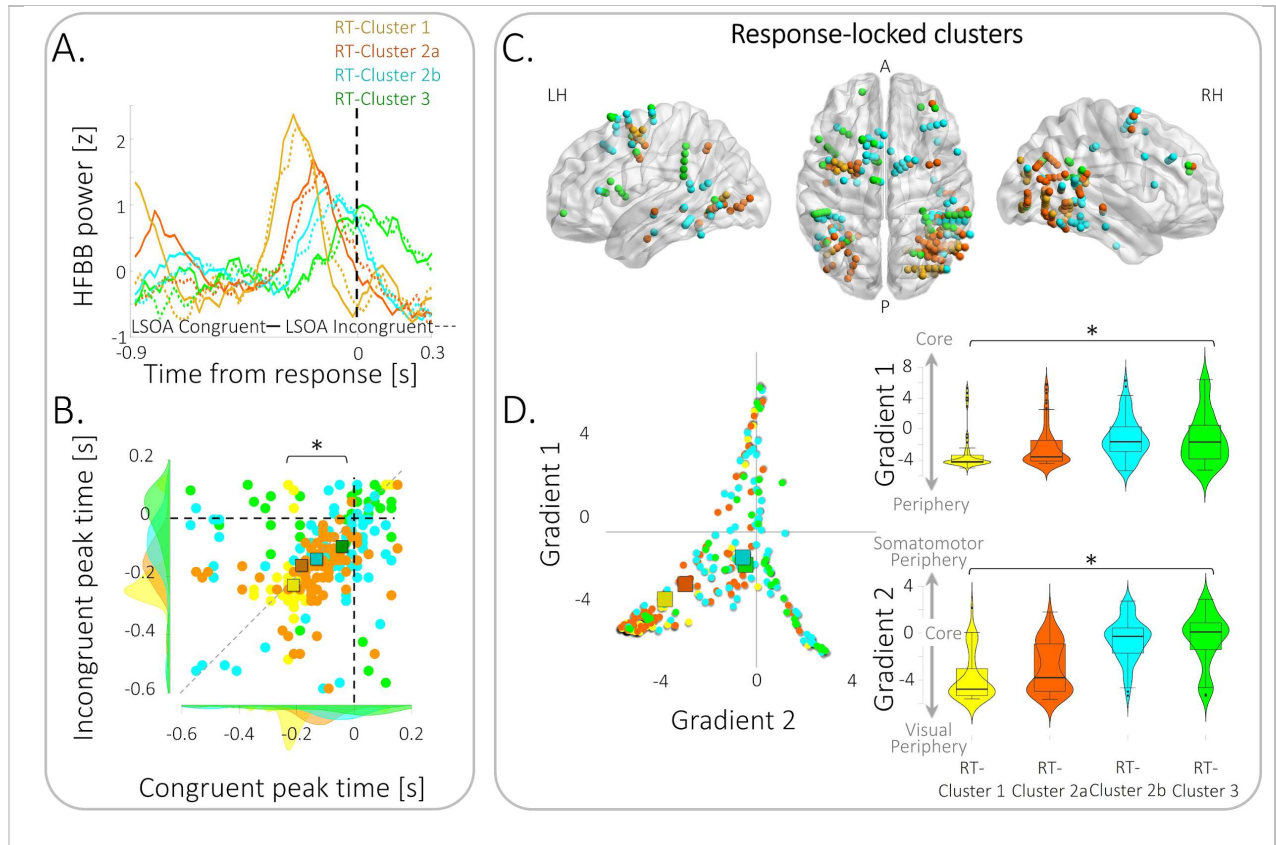 A.
RT-Cluster 1
RT-Cluster 2a
RT-Cluster 2b
RT-Cluster 3
HFBB power [z]
2
1
0
-1
LSOA Congruent
LSOA Incongruent
-0.9
0
0.3
Time from response [s]
B.
*
Incongruent peak time [s]
0.2
0
-0.2
-0.4
-0.6
-0.6
-0.4
-0.2
0
0.2
Congruent peak time [s]
C.
Response-locked clusters
LH
A
RH
P
D.
Gradient 1
4
0
-4
-4
0
4
Gradient 2
*
Core
Gradient 1
8
4
0
-4
Periphery
Somatomotor
Periphery
*
Gradient 2
4
0
-4
Core
Visual
Periphery
RT-
Cluster 1
RT-
Cluster 2a
RT-
Cluster 2b
RT-
Cluster 3